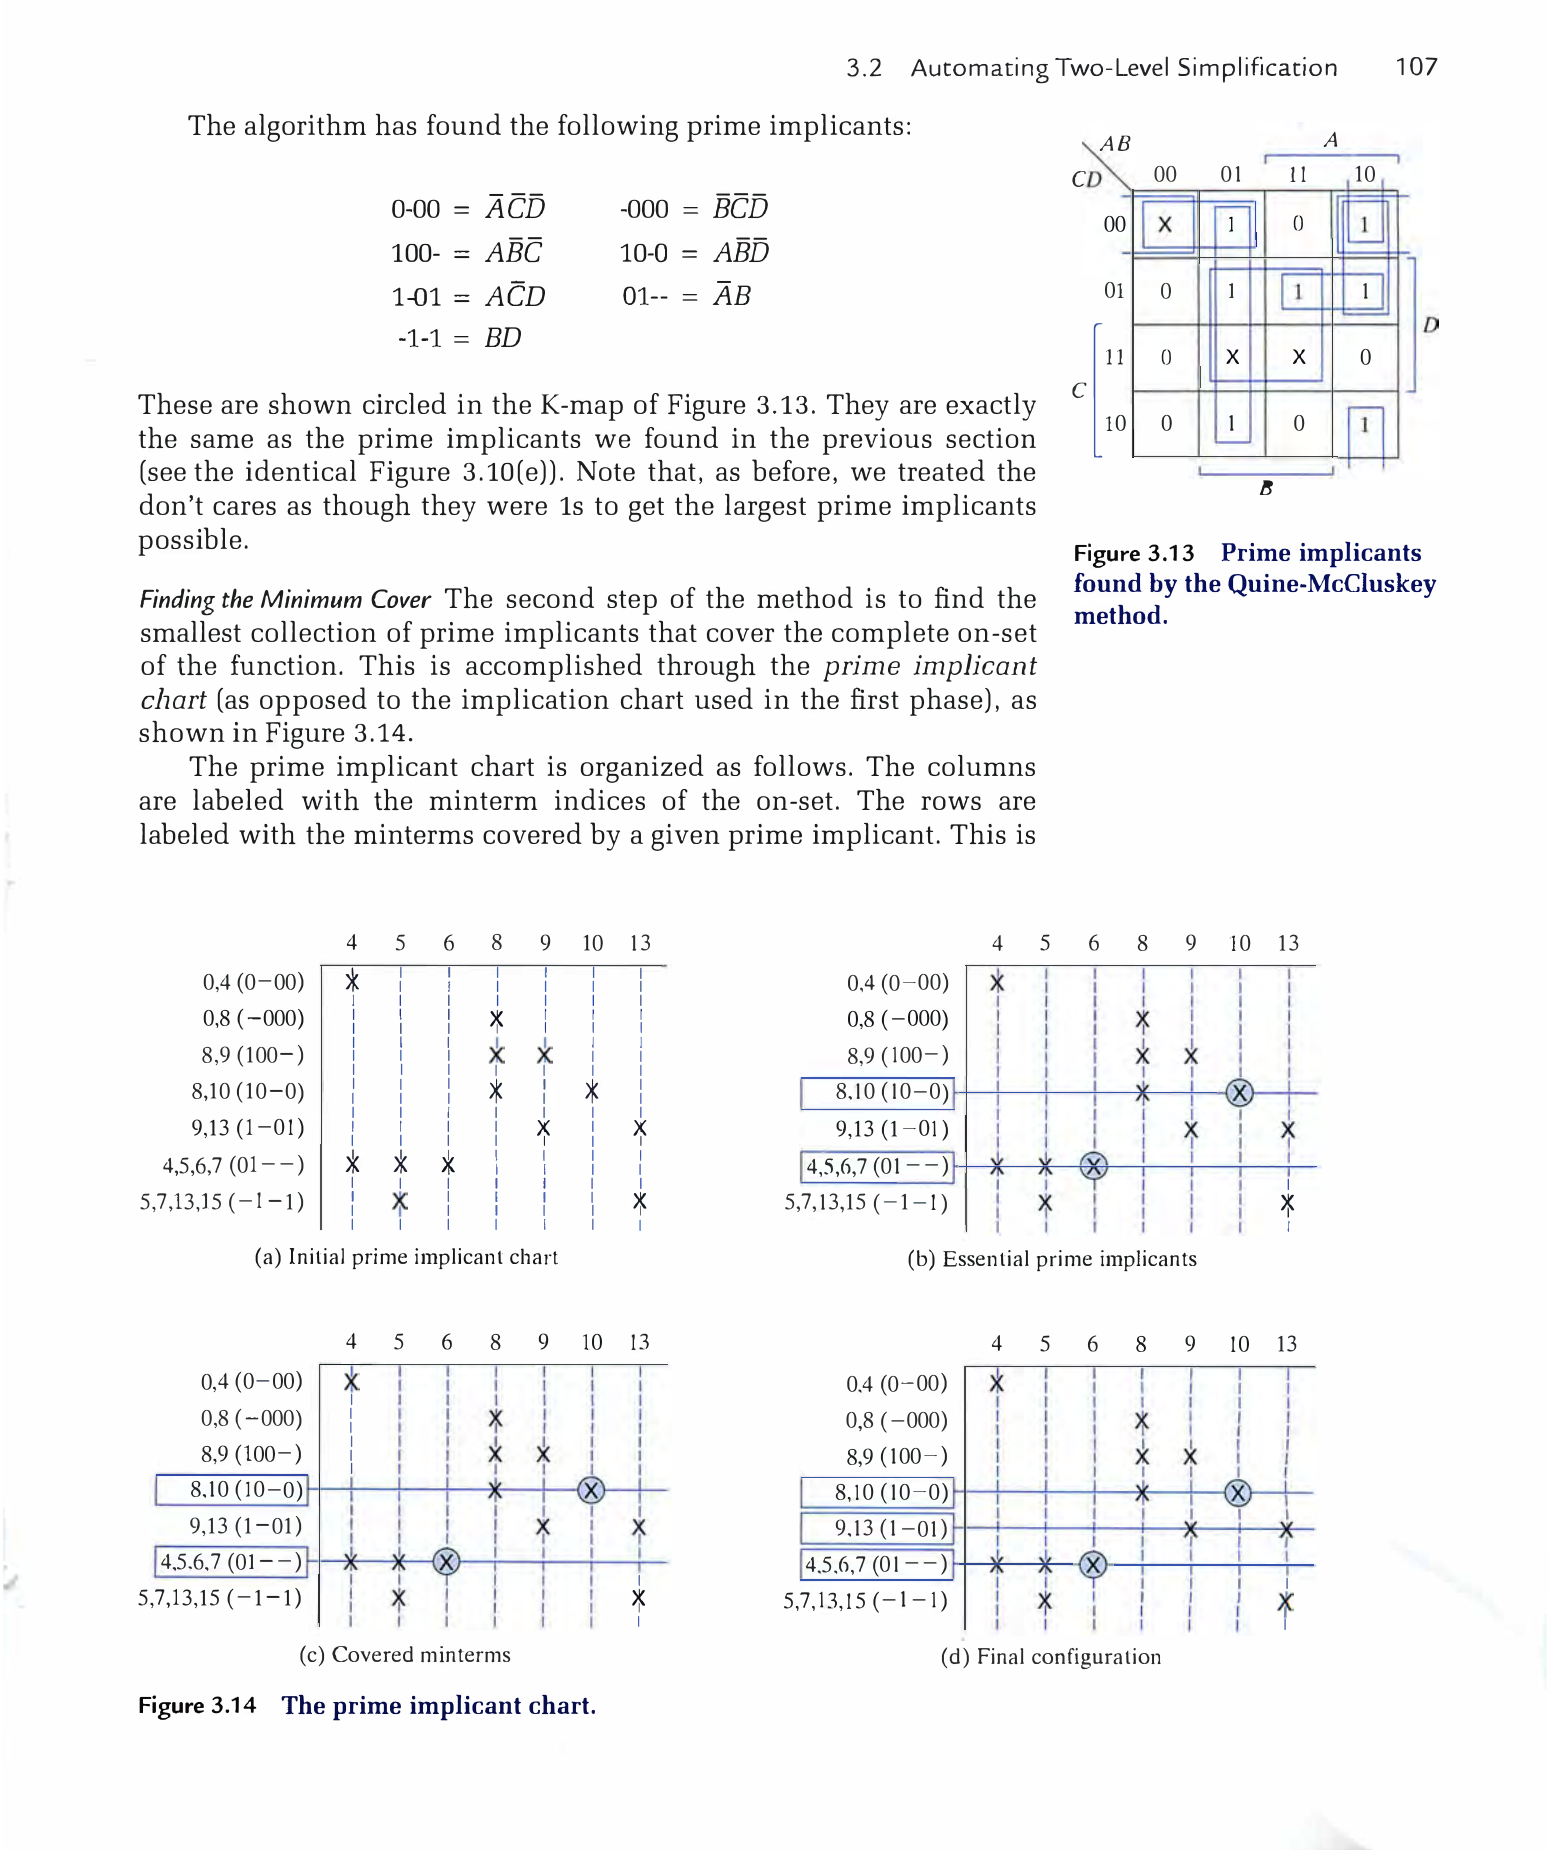 3.2 Automating Two-Level Simplification 107
The algorithm has found the following prime implicants:
0-00 = A̅C̅D̅ -000 = B̅C̅D̅
100- = AB̅C̅ 10-0 = AB̅D̅
1-01 = AC̅D 01-- = A̅B
-1-1 = BD
These are shown circled in the K-map of Figure 3.13. They are exactly
the same as the prime implicants we found in the previous section
(see the identical Figure 3.10(e)). Note that, as before, we treated the
don't cares as though they were 1s to get the largest prime implicants
possible.
AB A
CD 00 01 11 10
00 X 1 0 1
01 0 1 1 1
D
11 0 X X 0
C
10 0 1 0 1
B
Figure 3.13 Prime implicants
found by the Quine-McCluskey
method.
Finding the Minimum Cover The second step of the method is to find the
smallest collection of prime implicants that cover the complete on-set
of the function. This is accomplished through the prime implicant
chart (as opposed to the implication chart used in the first phase), as
shown in Figure 3.14.
The prime implicant chart is organized as follows. The columns
are labeled with the minterm indices of the on-set. The rows are
labeled with the minterms covered by a given prime implicant. This is
4 5 6 8 9 10 13
0,4 (0-00) X
0,8 (-000) X
8,9 (100-) X X
8,10 (10-0) X X
9,13 (1-01) X X
4,5,6,7 (01--) X X X
5,7,13,15 (-1-1) X X
(a) Initial prime implicant chart
4 5 6 8 9 10 13
0,4 (0-00) X
0,8 (-000) X
8,9 (100-) X X
8,10 (10-0) X X
9,13 (1-01) X X
4,5,6,7 (01--) X X X
5,7,13,15 (-1-1) X X
(b) Essential prime implicants
4 5 6 8 9 10 13
0,4 (0-00) X
0,8 (-000) X
8,9 (100-) X X
8,10 (10-0) X X
9,13 (1-01) X X
4,5,6,7 (01--) X X X
5,7,13,15 (-1-1) X X
(c) Covered minterms
4 5 6 8 9 10 13
0,4 (0-00) X
0,8 (-000) X
8,9 (100-) X X
8,10 (10-0) X X
9,13 (1-01) X X
4,5,6,7 (01--) X X X
5,7,13,15 (-1-1) X X
(d) Final configuration
Figure 3.14 The prime implicant chart.